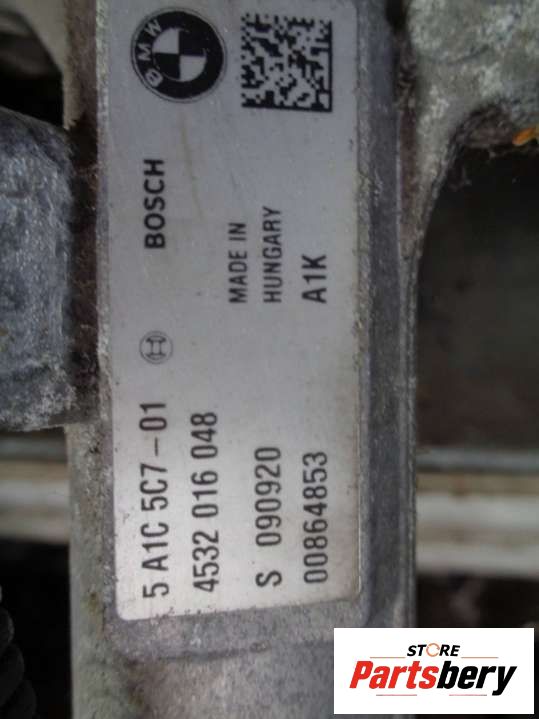 BMW
BOSCH
MADE IN
HUNGARY
A1K
5 A1C 5C7-01
4532 016 048
S 090920
00864853
STORE
Partsbery